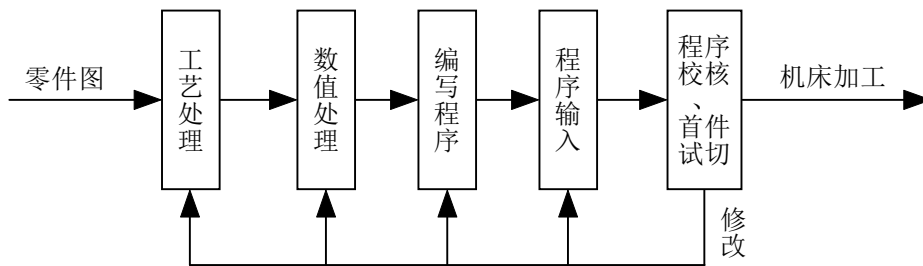 零件图
工艺处理
数值处理
编写程序
程序输入
程序
校核
、
首件
试切
机床加工
修改